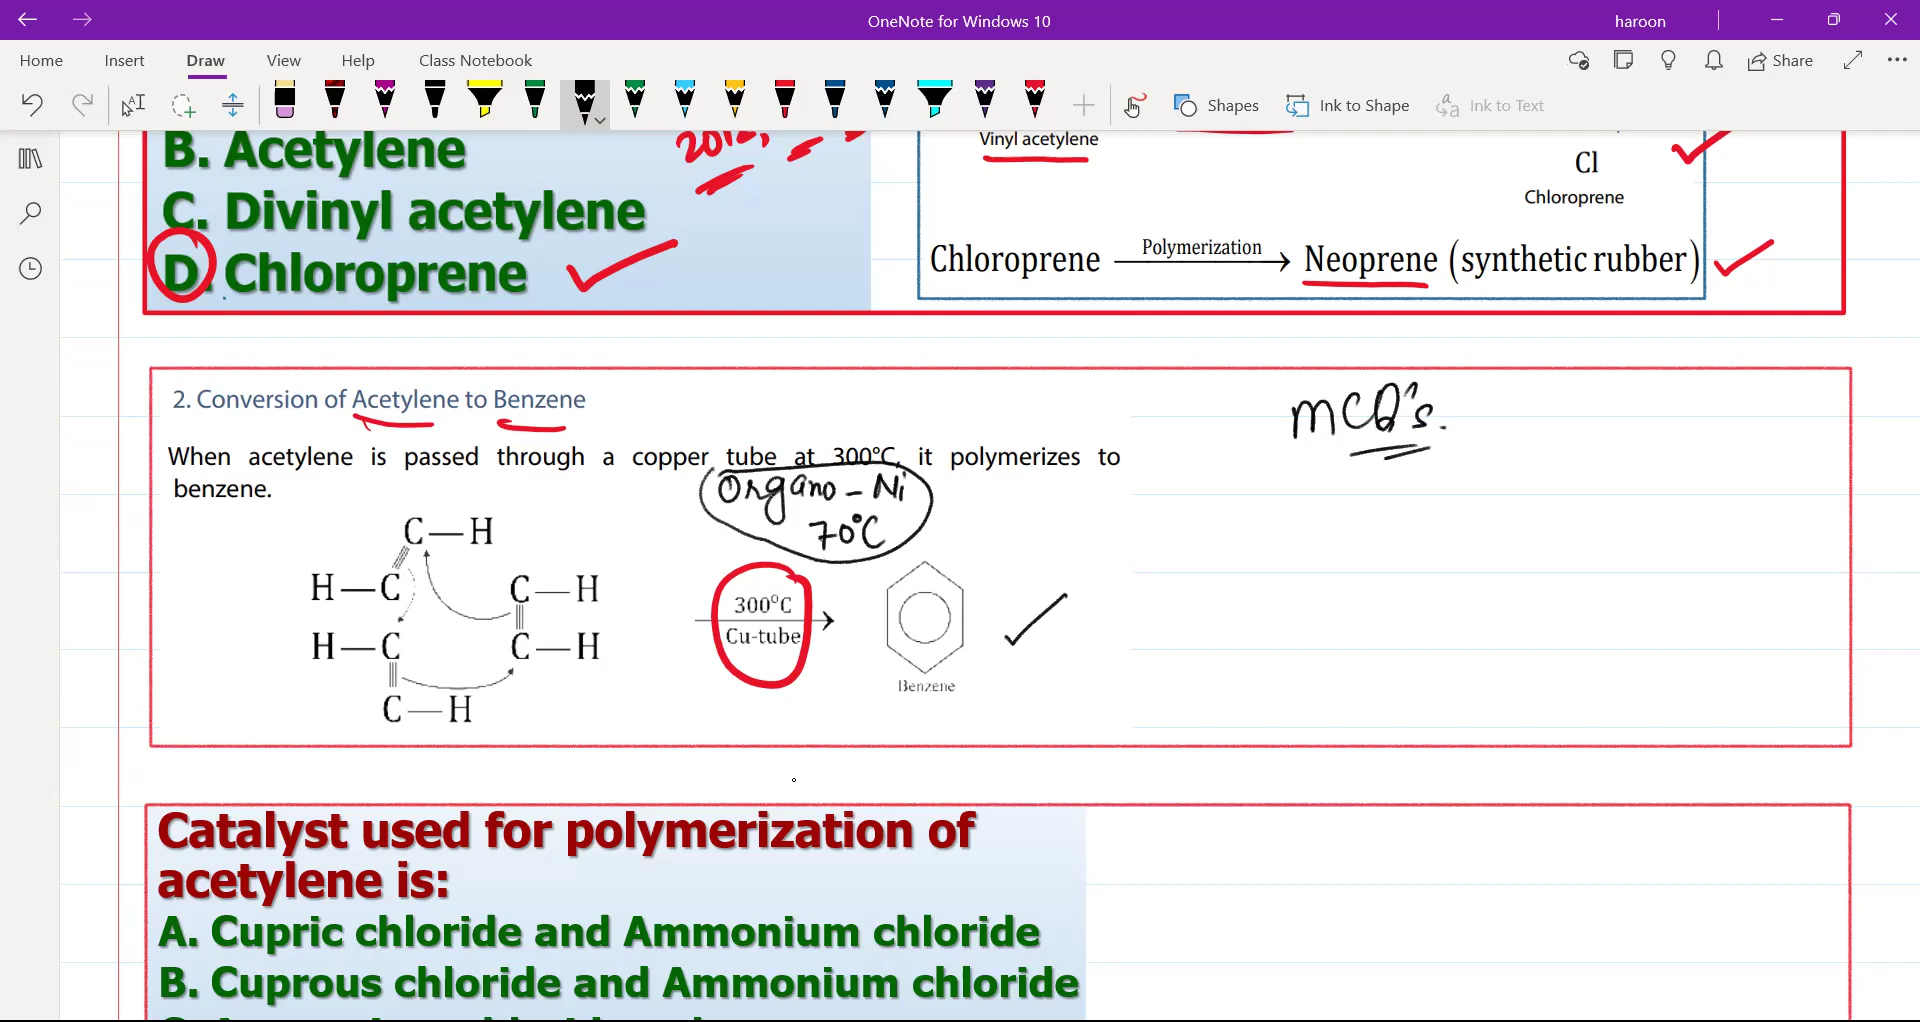 OneNote for Windows 10
haroon
Home Insert Draw View Help Class Notebook
Share
Shapes Ink to Shape Ink to Text
B. Acetylene
C. Divinyl acetylene
D. Chloroprene
2012,
Vinyl acetylene
Cl
Chloroprene
Chloroprene Polymerization Neoprene (synthetic rubber)
2. Conversion of Acetylene to Benzene
MCQ's.
When acetylene is passed through a copper tube at 300°C, it polymerizes to
benzene.
Organo - Ni
70°C
C—H
H—C
C—H
H—C
C—H
C—H
300°C
Cu-tube
Benzene
Catalyst used for polymerization of
acetylene is:
A. Cupric chloride and Ammonium chloride
B. Cuprous chloride and Ammonium chloride